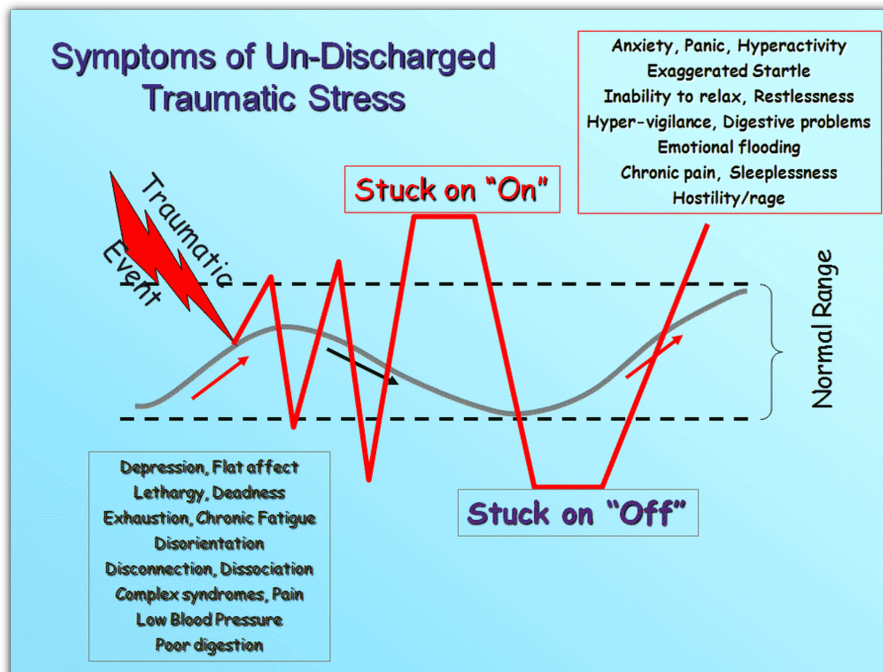 Symptoms of Un-Discharged
Traumatic Stress
Anxiety, Panic, Hyperactivity
Exaggerated Startle
Inability to relax, Restlessness
Hyper-vigilance, Digestive problems
Emotional flooding
Chronic pain, Sleeplessness
Hostility/rage
Stuck on “On”
Traumatic
Event
Normal Range
Stuck on “Off”
Depression, Flat affect
Lethargy, Deadness
Exhaustion, Chronic Fatigue
Disorientation
Disconnection, Dissociation
Complex syndromes, Pain
Low Blood Pressure
Poor digestion